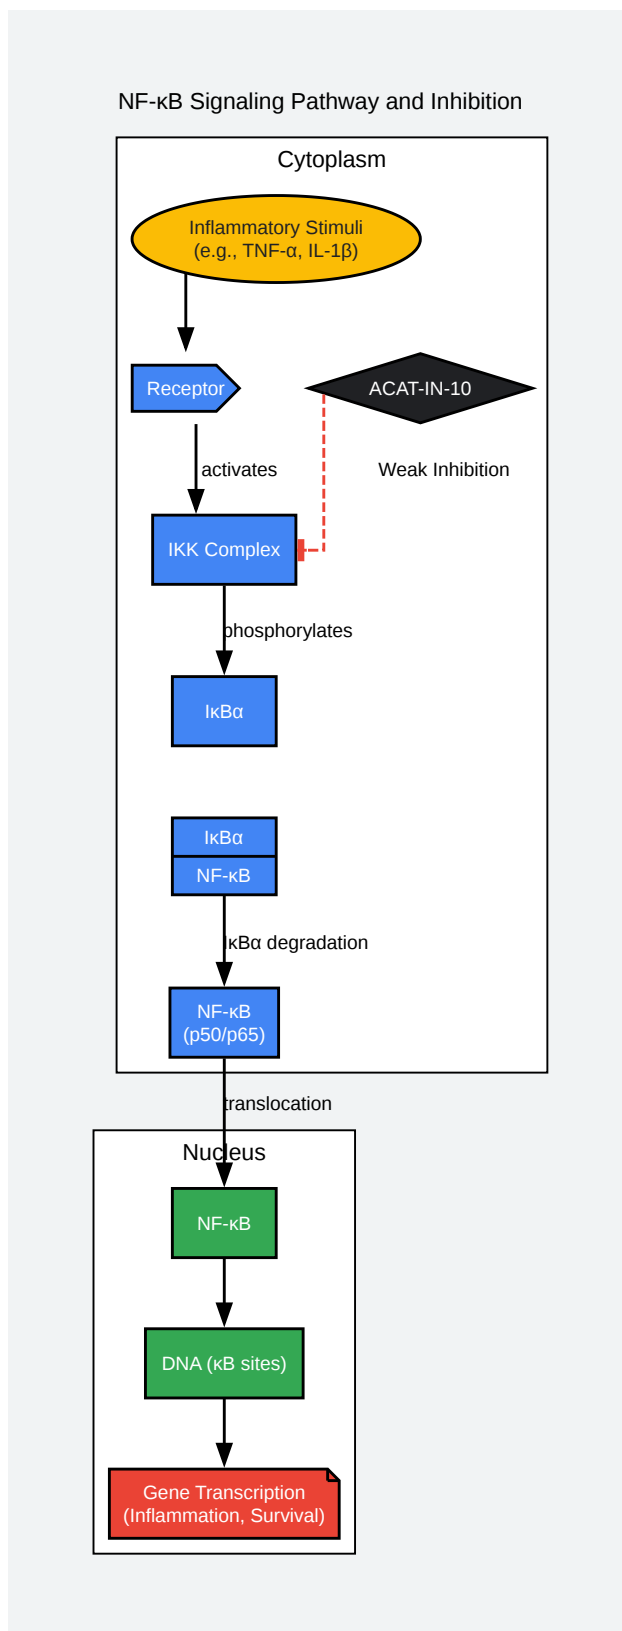 NF-κB Signaling Pathway and Inhibition
Cytoplasm
Inflammatory Stimuli
(e.g., TNF-α, IL-1β)
Receptor
ACAT-IN-10
activates
Weak Inhibition
IKK Complex
phosphorylates
IκBα
IκBα
NF-κB
IκBα degradation
NF-κB
(p50/p65)
translocation
Nucleus
NF-κB
DNA (κB sites)
Gene Transcription
(Inflammation, Survival)